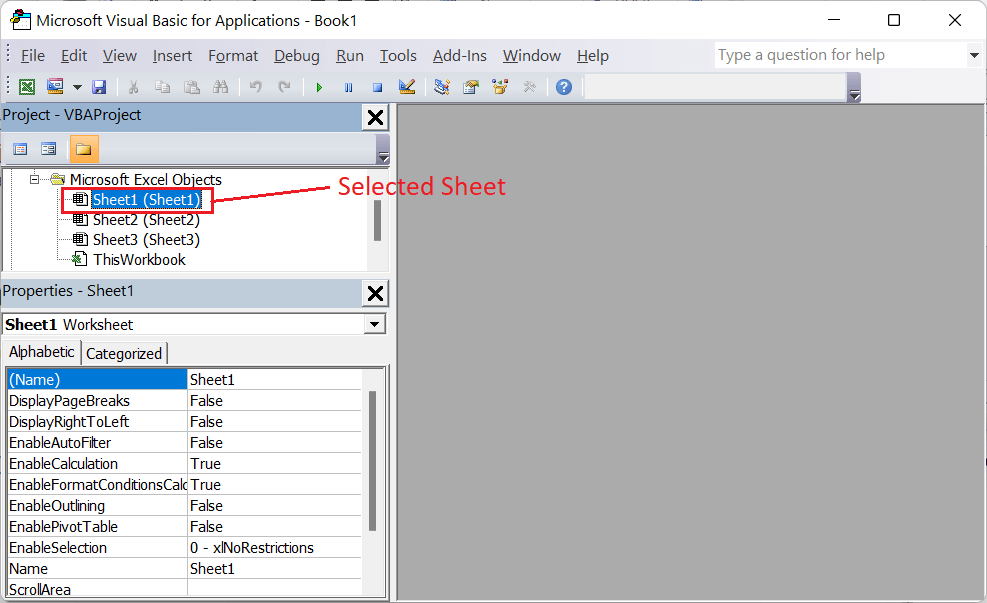 Microsoft Visual Basic for Applications - Book1
File Edit View Insert Format Debug Run Tools Add-Ins Window Help Type a question for help
Project - VBAProject
Microsoft Excel Objects
Sheet1 (Sheet1)
Selected Sheet
Sheet2 (Sheet2)
Sheet3 (Sheet3)
ThisWorkbook
Properties - Sheet1
Sheet1 Worksheet
Alphabetic Categorized
(Name) Sheet1
DisplayPageBreaks False
DisplayRightToLeft False
EnableAutoFilter False
EnableCalculation True
EnableFormatConditionsCalc True
EnableOutlining False
EnablePivotTable False
EnableSelection 0 - xlNoRestrictions
Name Sheet1
ScrollArea